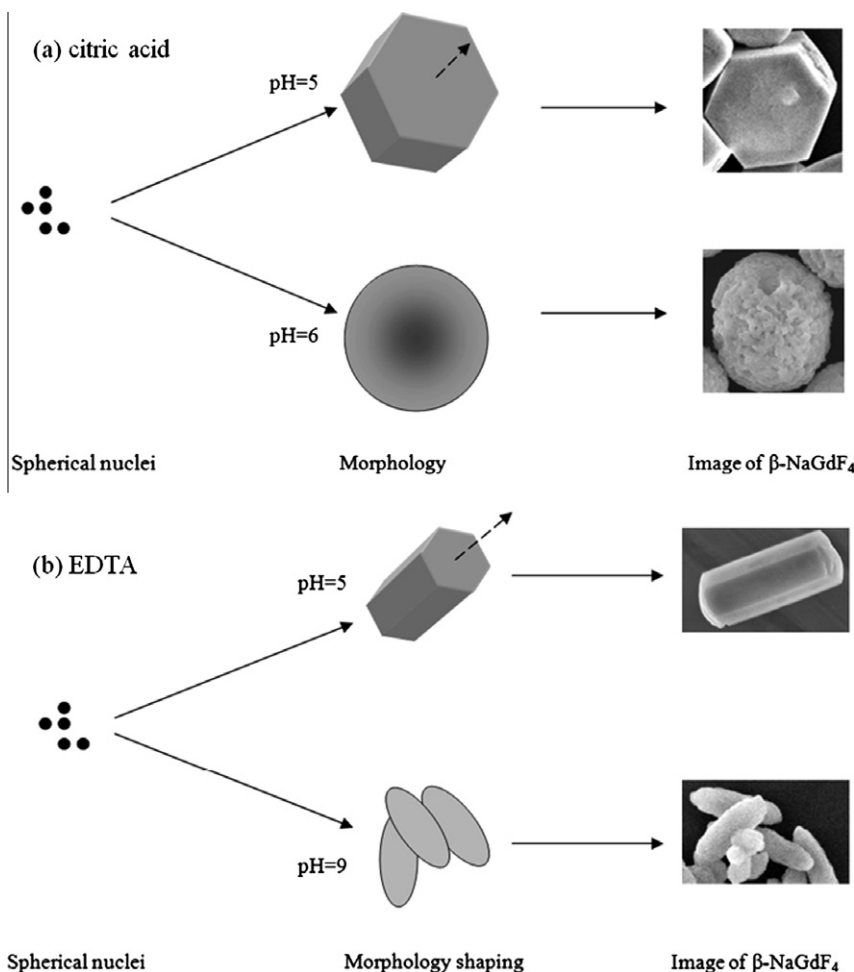 (a) citric acid
pH=5
pH=6
Spherical nuclei Morphology Image of β-NaGdF₄
(b) EDTA
pH=5
pH=9
Spherical nuclei Morphology shaping Image of β-NaGdF₄